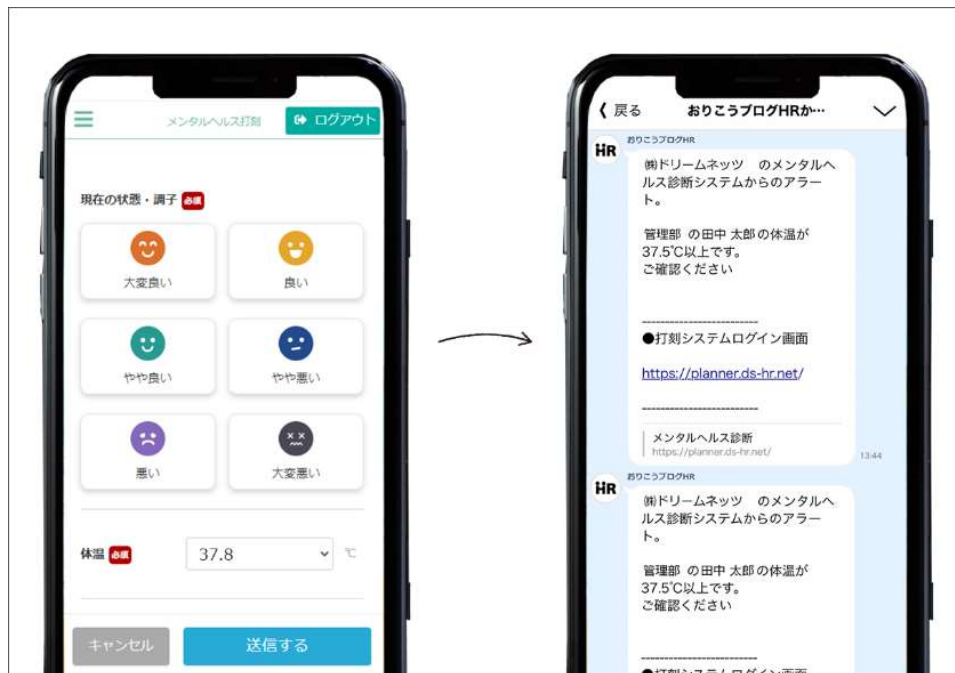 メンタルヘルス打刻
ログアウト
現在の状態・調子 必須
大変良い
良い
やや良い
やや悪い
悪い
大変悪い
体温 必須
37.8
℃
キャンセル
送信する
戻る
おりこうブログHRか…
おりこうブログHR
HR
㈱ドリームネッツ のメンタルヘ
ルス診断システムからのアラー
ト。
管理部 の田中 太郎の体温が
37.5℃以上です。
ご確認ください
-------------------------
●打刻システムログイン画面
https://planner.ds-hr.net/
-------------------------
メンタルヘルス診断
https://planner.ds-hr.net/
13:44
おりこうブログHR
HR
㈱ドリームネッツ のメンタルヘ
ルス診断システムからのアラー
ト。
管理部 の田中 太郎の体温が
37.5℃以上です。
ご確認ください
-------------------------
●打刻システムログイン画面